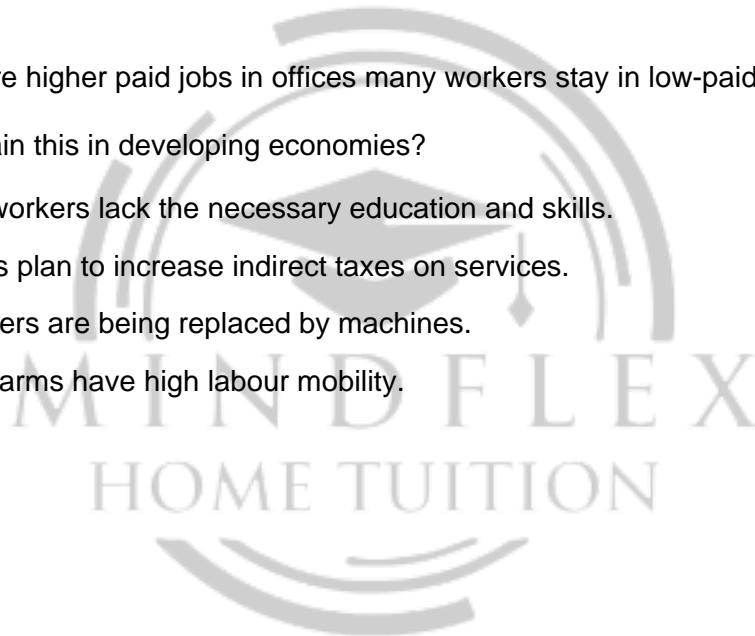 re higher paid jobs in offices many workers stay in low-paid
ain this in developing economies?
workers lack the necessary education and skills.
s plan to increase indirect taxes on services.
ers are being replaced by machines.
arms have high labour mobility.
MINDFLEX
HOME TUITION